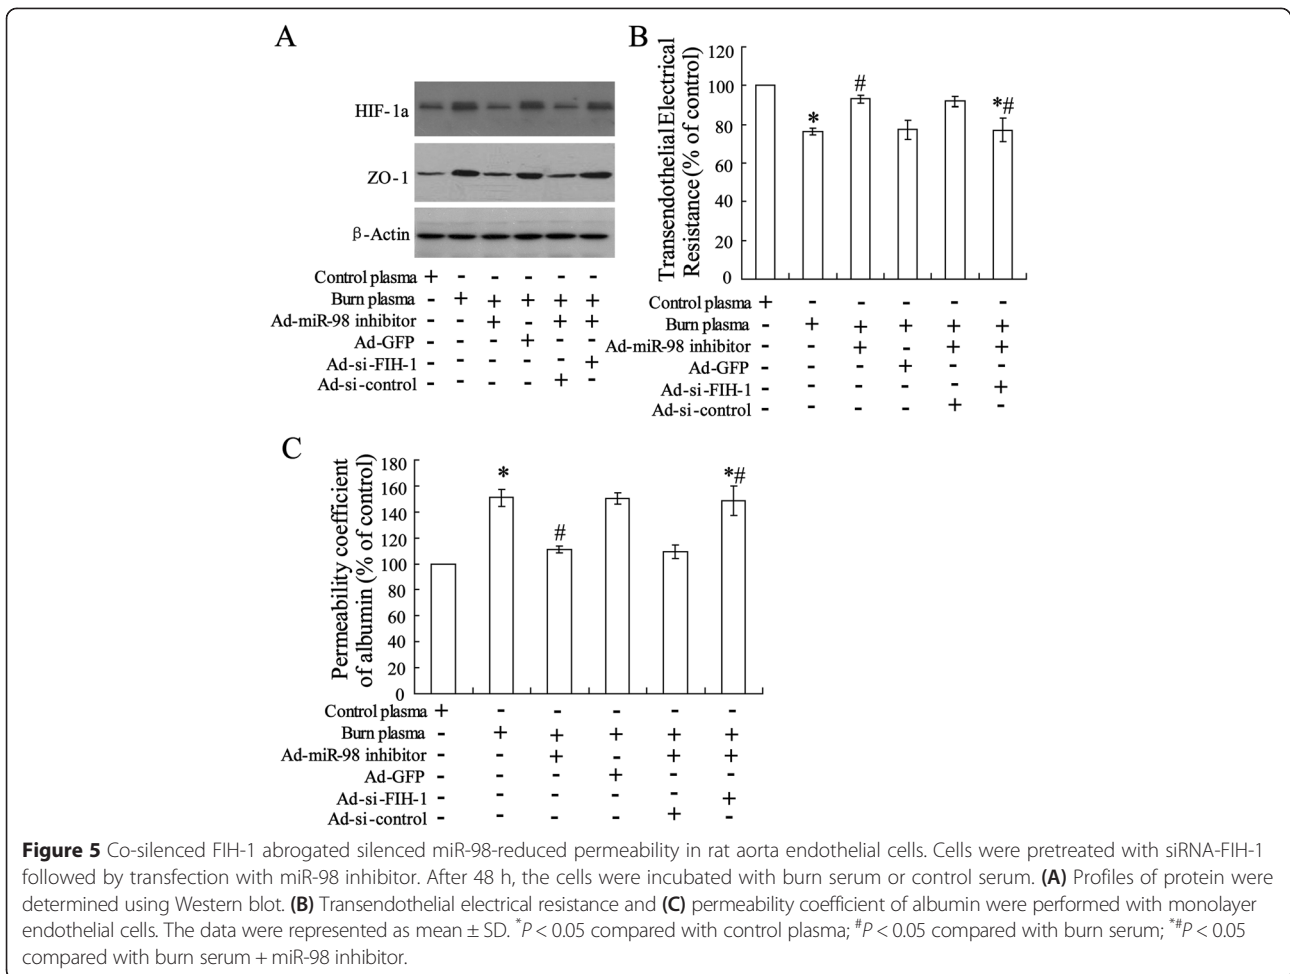 A
HIF-1a
ZO-1
β-Actin
Control plasma + - - - - -
Burn plasma - + + + + +
Ad-miR-98 inhibitor - - + - + +
Ad-GFP - - - + - -
Ad-si-FIH-1 - - - - - +
Ad-si-control - - - - + -
B
Transendothelial Electrical
Resistance (% of control)
120
100
80
60
40
20
0
*
#
*#
Control plasma + - - - - -
Burn plasma - + + + + +
Ad-miR-98 inhibitor - - + - + +
Ad-GFP - - - + - -
Ad-si-FIH-1 - - - - - +
Ad-si-control - - - - + -
C
Permeability coefficient
of albumin (% of control)
180
160
140
120
100
80
60
40
20
0
*
#
*#
Control plasma + - - - - -
Burn plasma - + + + + +
Ad-miR-98 inhibitor - - + - + +
Ad-GFP - - - + - -
Ad-si-FIH-1 - - - - - +
Ad-si-control - - - - + -
Figure 5 Co-silenced FIH-1 abrogated silenced miR-98-reduced permeability in rat aorta endothelial cells. Cells were pretreated with siRNA-FIH-1
followed by transfection with miR-98 inhibitor. After 48 h, the cells were incubated with burn serum or control serum. (A) Profiles of protein were
determined using Western blot. (B) Transendothelial electrical resistance and (C) permeability coefficient of albumin were performed with monolayer
endothelial cells. The data were represented as mean ± SD. *P < 0.05 compared with control plasma; #P < 0.05 compared with burn serum; *#P < 0.05
compared with burn serum + miR-98 inhibitor.